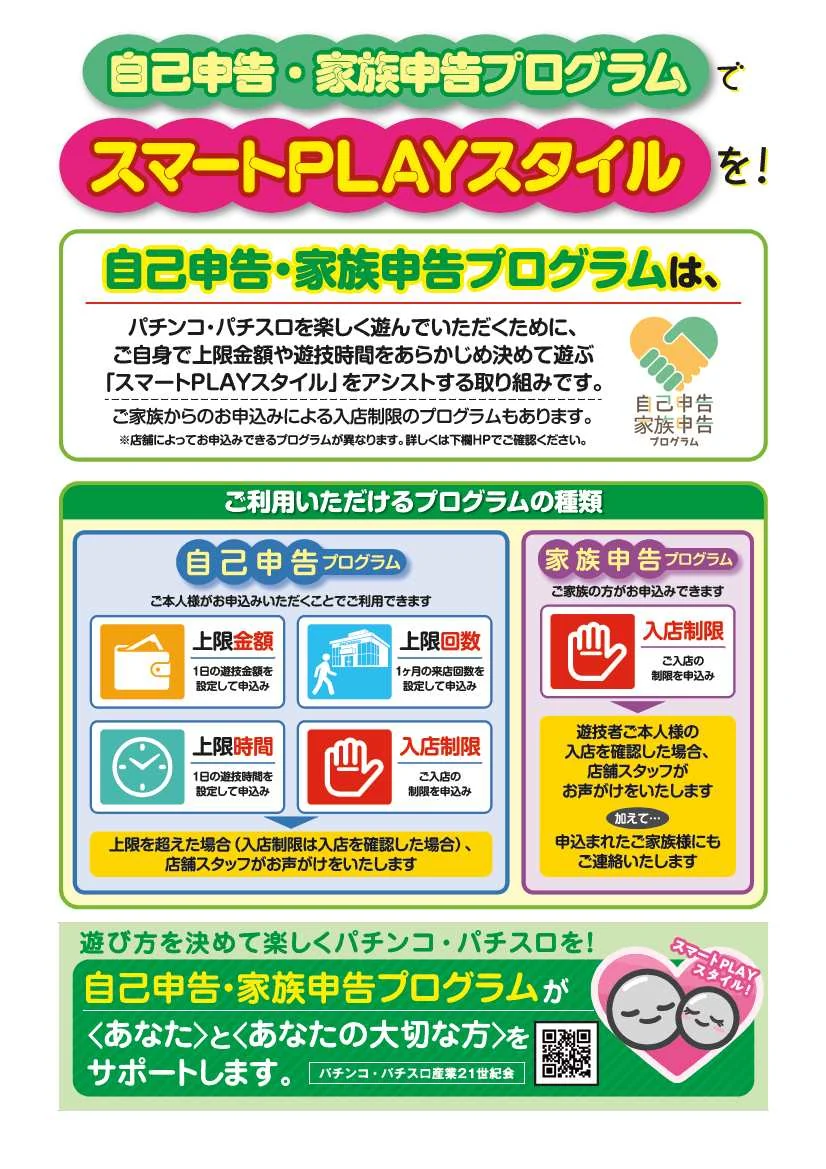 自己申告・家族申告プログラムで
スマートPLAYスタイルを!
自己申告・家族申告プログラムは、
パチンコ・パチスロを楽しく遊んでいただくために、
ご自身で上限金額や遊技時間をあらかじめ決めて遊ぶ
「スマートPLAYスタイル」をアシストする取り組みです。
ご家族からのお申込みによる入店制限のプログラムもあります。
※店舗によってお申込みできるプログラムが異なります。詳しくは下欄HPでご確認ください。
自己申告
家族申告
プログラム
ご利用いただけるプログラムの種類
自己申告プログラム
ご本人様がお申込みいただくことでご利用できます
上限金額
1日の遊技金額を
設定して申込み
上限回数
1ヶ月の来店回数を
設定して申込み
上限時間
1日の遊技時間を
設定して申込み
入店制限
ご入店の
制限を申込み
上限を超えた場合(入店制限は入店を確認した場合)、
店舗スタッフがお声がけをいたします
家族申告プログラム
ご家族の方がお申込みできます
入店制限
ご入店の
制限を申込み
遊技者ご本人様の
入店を確認した場合、
店舗スタッフが
お声がけをいたします
加えて…
申込まれたご家族様にも
ご連絡いたします
遊び方を決めて楽しくパチンコ・パチスロを!
自己申告・家族申告プログラムが
〈あなた〉と〈あなたの大切な方〉を
サポートします。
パチンコ・パチスロ産業21世紀会
スマートPLAY
スタイル!